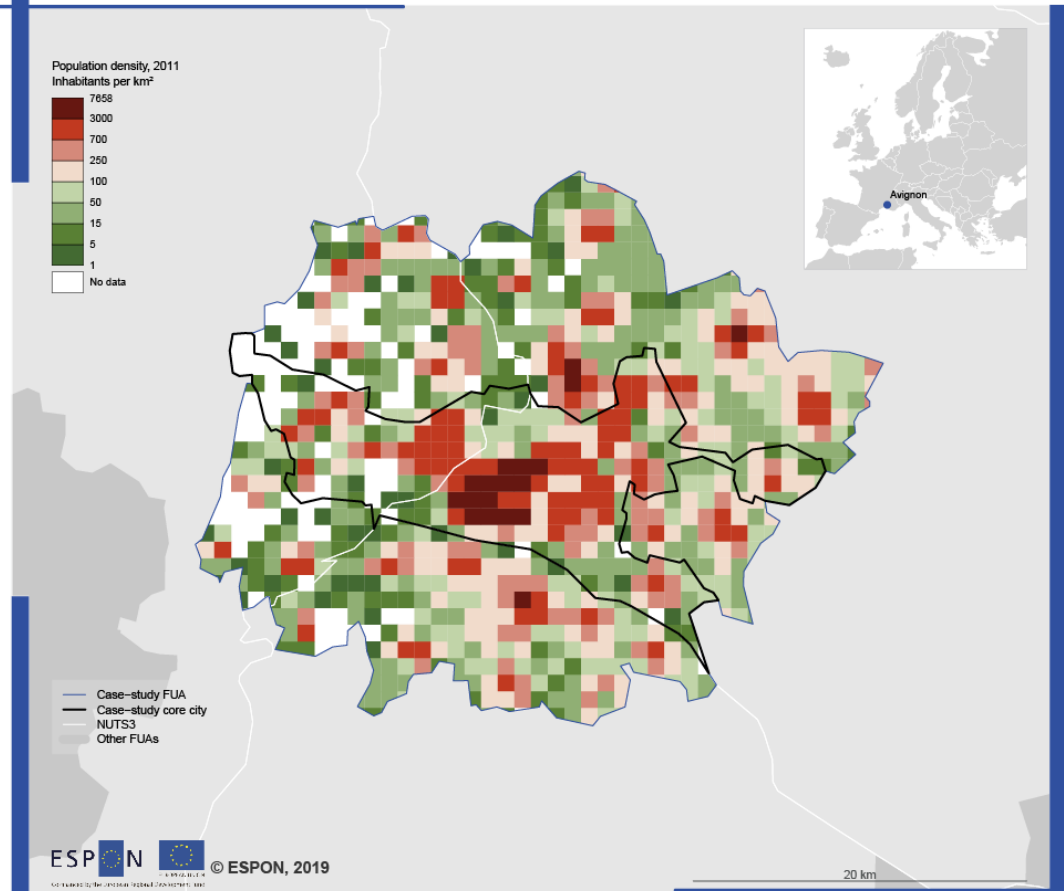 Population density, 2011
Inhabitants per km²
7658
3000
700
250
100
50
15
5
1
No data
Avignon
Case-study FUA
Case-study core city
NUTS3
Other FUAs
ESPON
© ESPON, 2019
20 km